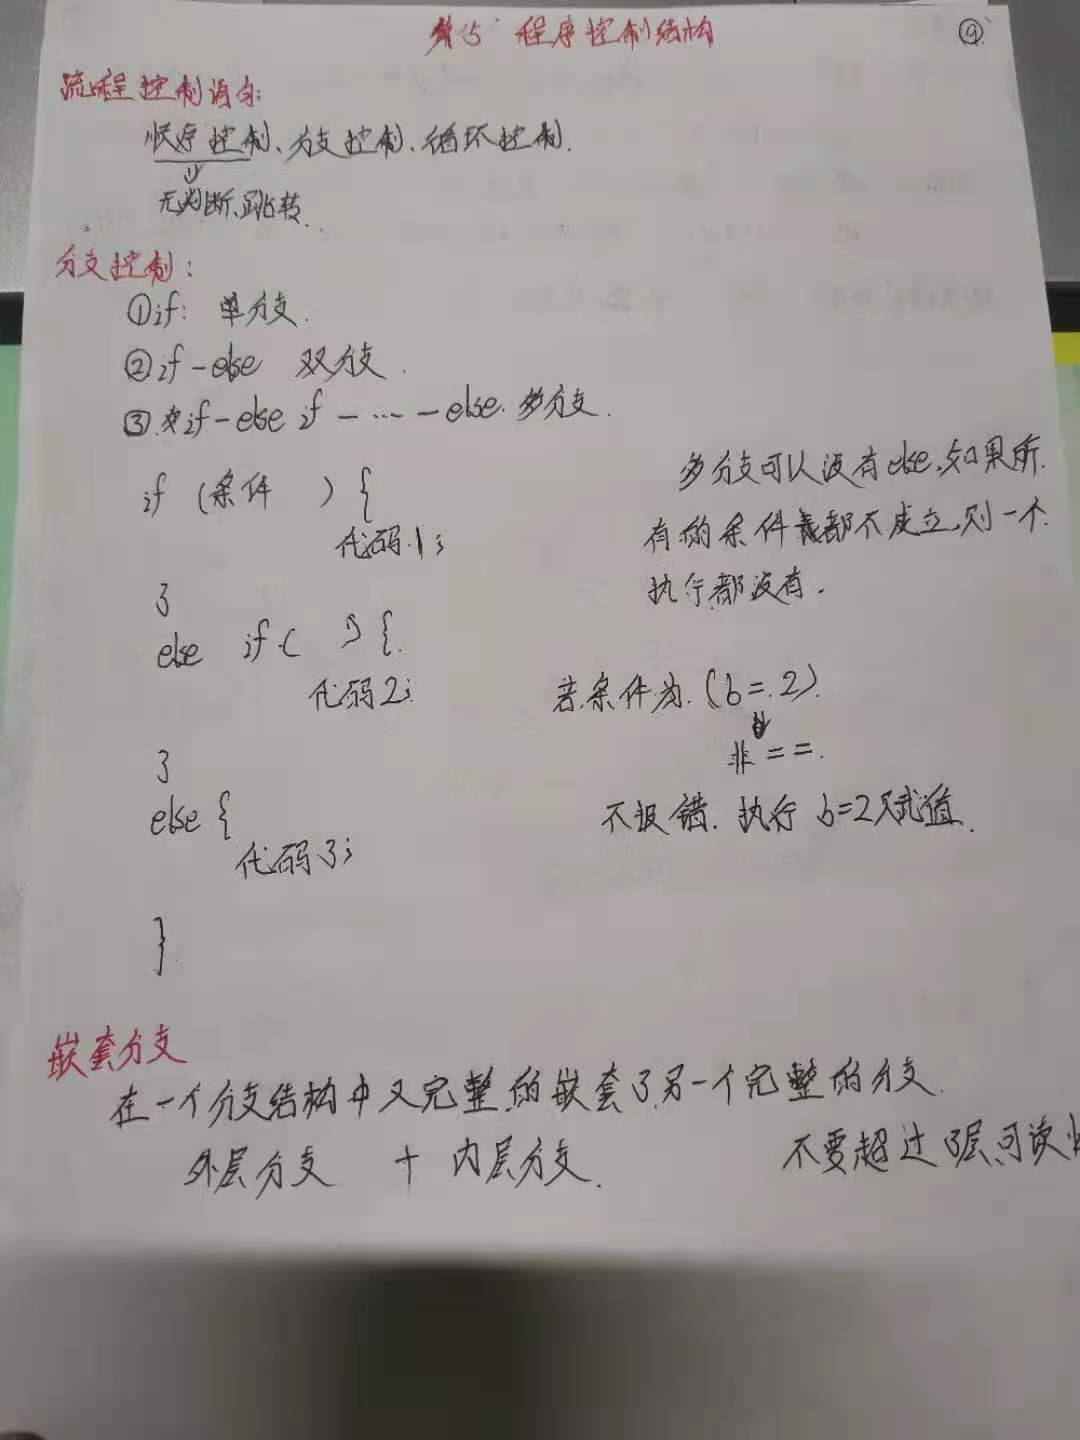 第5 程序控制结构 ⑨
流程控制语句:
顺序控制、分支控制、循环控制.
无判断、跳转.
分支控制:
①if: 单分支.
②if-else 双分支.
③.if-else if-...-else.多分支.
if (条件 ) {
代码1;
}
else if ( ) {
代码2;
}
else {
代码3;
}
多分支可以没有else,如果所
有的条件都不成立,则一个
执行都没有.
若条件为.(b=2).
非==.
不报错.执行 b=2 赋值.
嵌套分支
在一个分支结构中又完整的嵌套了另一个完整的分支.
外层分支 + 内层分支. 不要超过3层,可读